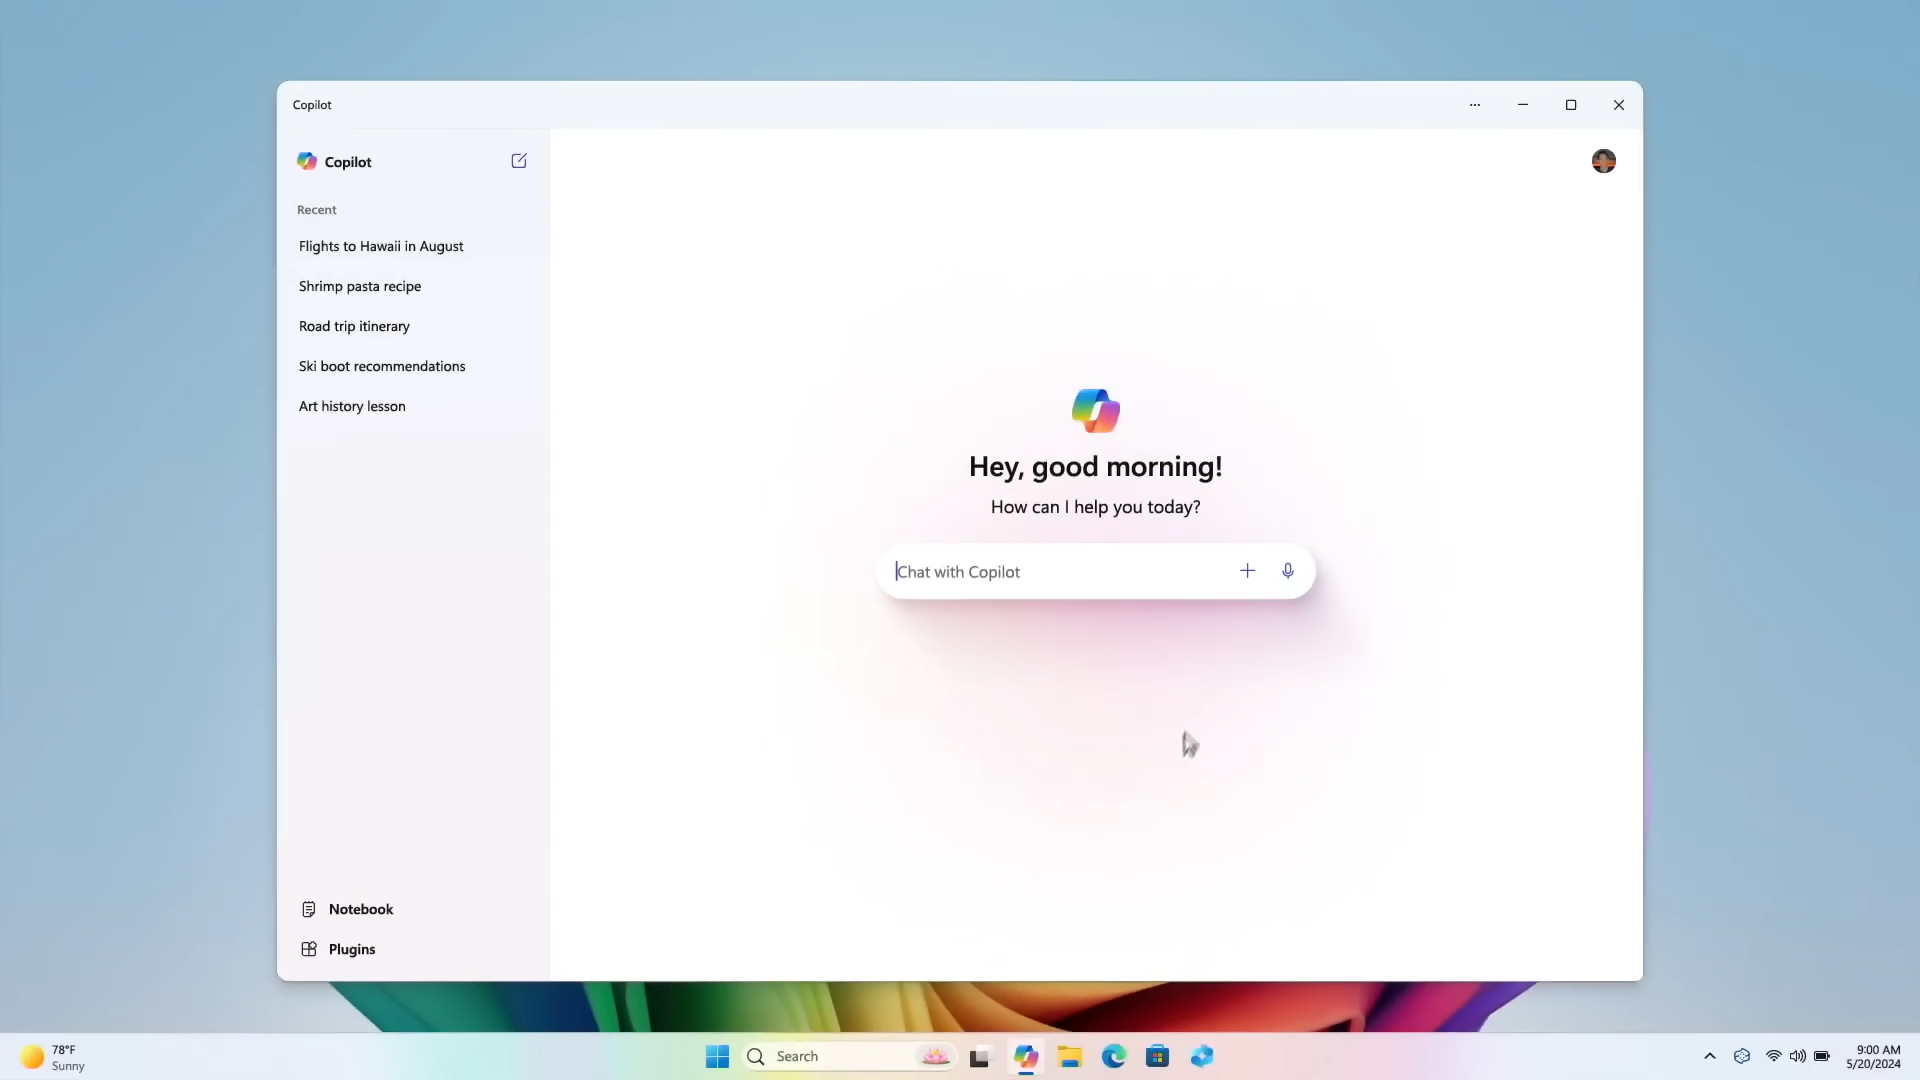 Copilot
Copilot
Recent
Flights to Hawaii in August
Shrimp pasta recipe
Road trip itinerary
Ski boot recommendations
Art history lesson
Hey, good morning!
How can I help you today?
Chat with Copilot
Notebook
Plugins
78°F
Sunny
Search
9:00 AM
5/20/2024